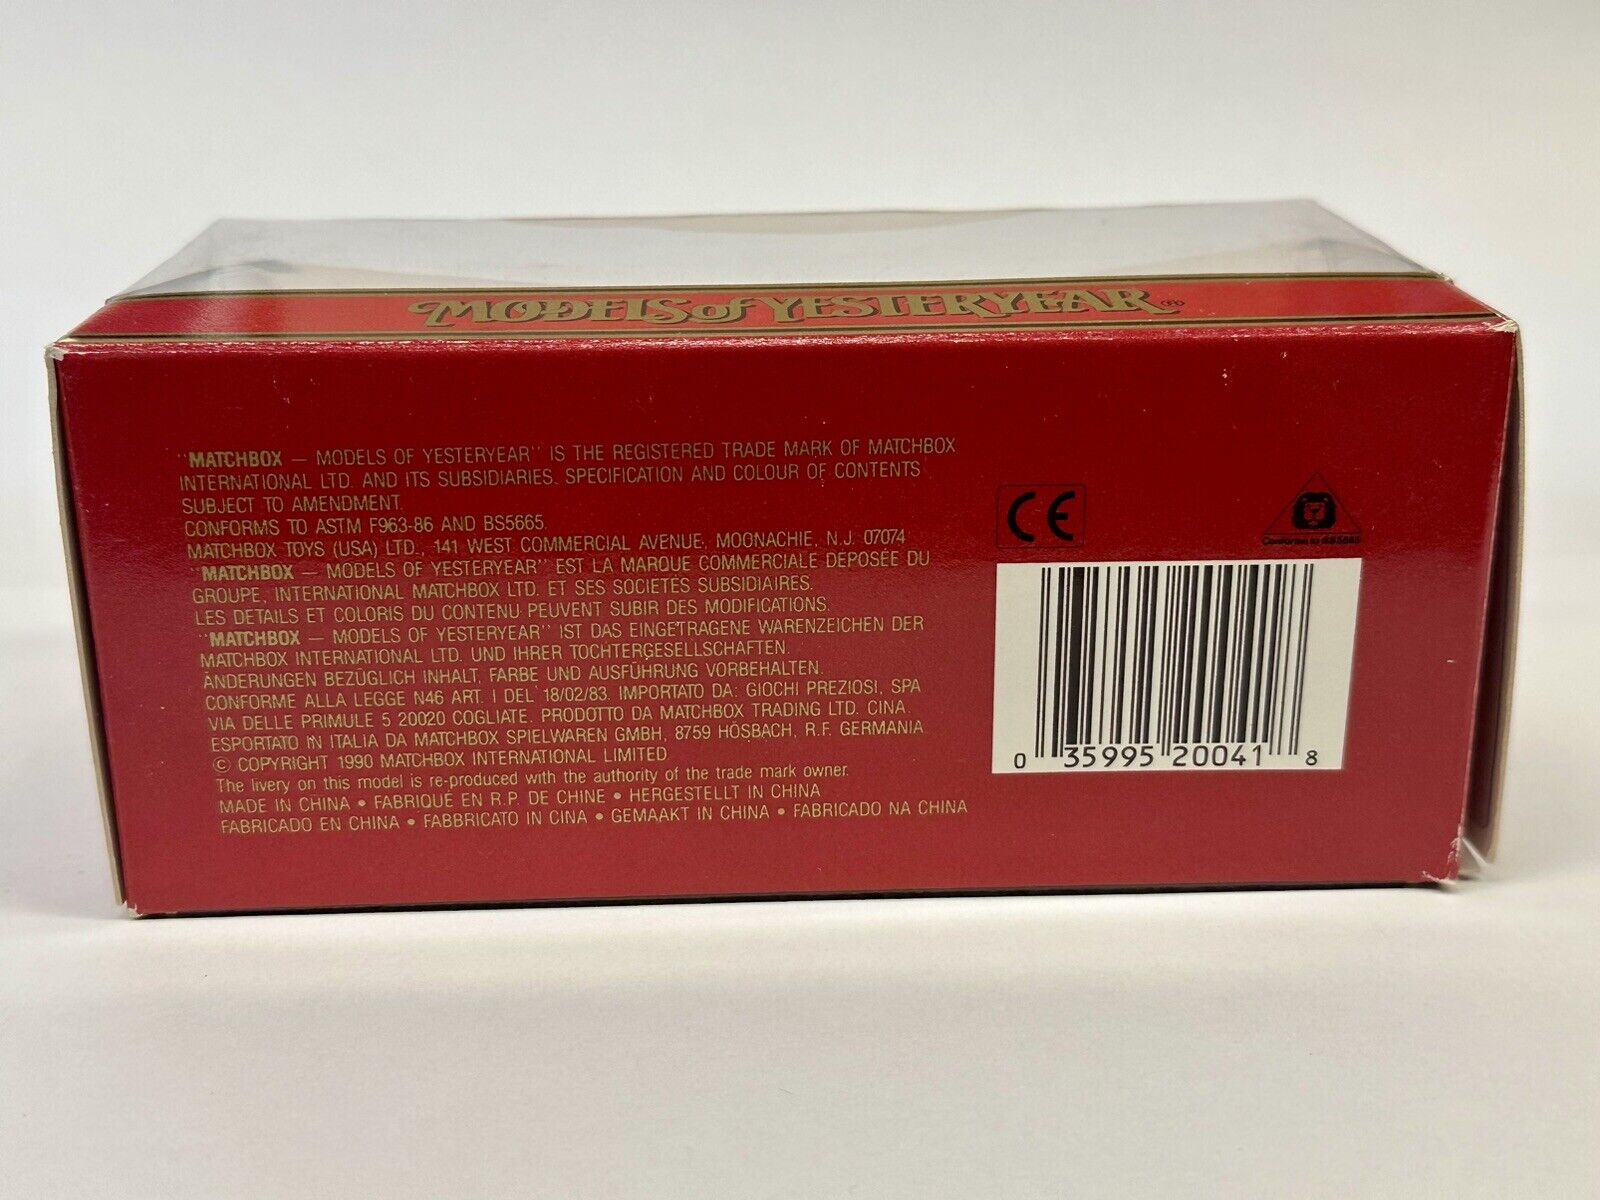 MODELS of YESTERYEAR®
"MATCHBOX — MODELS OF YESTERYEAR" IS THE REGISTERED TRADE MARK OF MATCHBOX
INTERNATIONAL LTD. AND ITS SUBSIDIARIES. SPECIFICATION AND COLOUR OF CONTENTS
SUBJECT TO AMENDMENT.
CONFORMS TO ASTM F963-86 AND BS5665.
MATCHBOX TOYS (USA) LTD., 141 WEST COMMERCIAL AVENUE, MOONACHIE, N.J. 07074
"MATCHBOX — MODELS OF YESTERYEAR" EST LA MARQUE COMMERCIALE DÉPOSÉE DU
GROUPE, INTERNATIONAL MATCHBOX LTD. ET SES SOCIETÉS SUBSIDIAIRES.
LES DETAILS ET COLORIS DU CONTENU PEUVENT SUBIR DES MODIFICATIONS.
"MATCHBOX — MODELS OF YESTERYEAR" IST DAS EINGETRAGENE WARENZEICHEN DER
MATCHBOX INTERNATIONAL LTD. UND IHRER TOCHTERGESELLSCHAFTEN.
ÄNDERUNGEN BEZÜGLICH INHALT, FARBE UND AUSFÜHRUNG VORBEHALTEN.
CONFORME ALLA LEGGE N46 ART. I DEL 18/02/83. IMPORTATO DA: GIOCHI PREZIOSI, SPA
VIA DELLE PRIMULE 5 20020 COGLIATE. PRODOTTO DA MATCHBOX TRADING LTD. CINA.
ESPORTATO IN ITALIA DA MATCHBOX SPIELWAREN GMBH, 8759 HÖSBACH, R.F. GERMANIA
© COPYRIGHT 1990 MATCHBOX INTERNATIONAL LIMITED
The livery on this model is re-produced with the authority of the trade mark owner.
MADE IN CHINA • FABRIQUÉ EN R.P. DE CHINE • HERGESTELLT IN CHINA
FABRICADO EN CHINA • FABBRICATO IN CINA • GEMAAKT IN CHINA • FABRICADO NA CHINA
CE
Conforms to BS5665
0 35995 20041 8